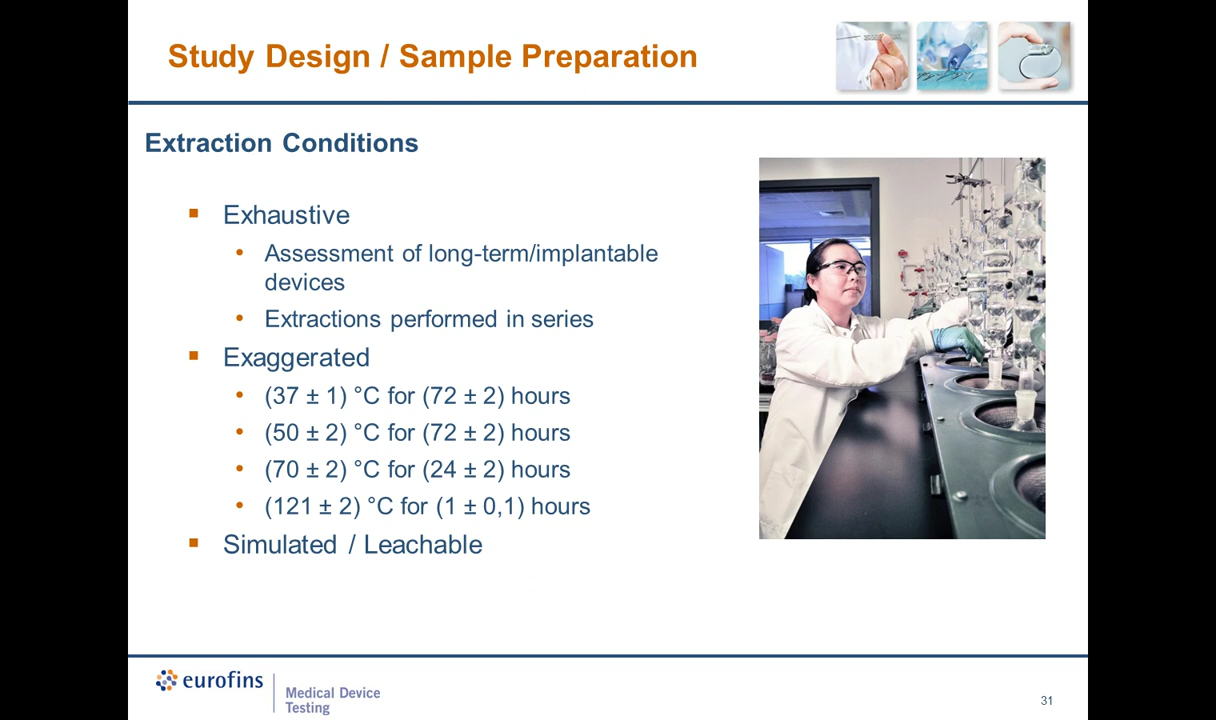 Study Design / Sample Preparation
Extraction Conditions
▪ Exhaustive
• Assessment of long-term/implantable
devices
• Extractions performed in series
▪ Exaggerated
• (37 ± 1) °C for (72 ± 2) hours
• (50 ± 2) °C for (72 ± 2) hours
• (70 ± 2) °C for (24 ± 2) hours
• (121 ± 2) °C for (1 ± 0,1) hours
▪ Simulated / Leachable
eurofins
Medical Device
Testing
31